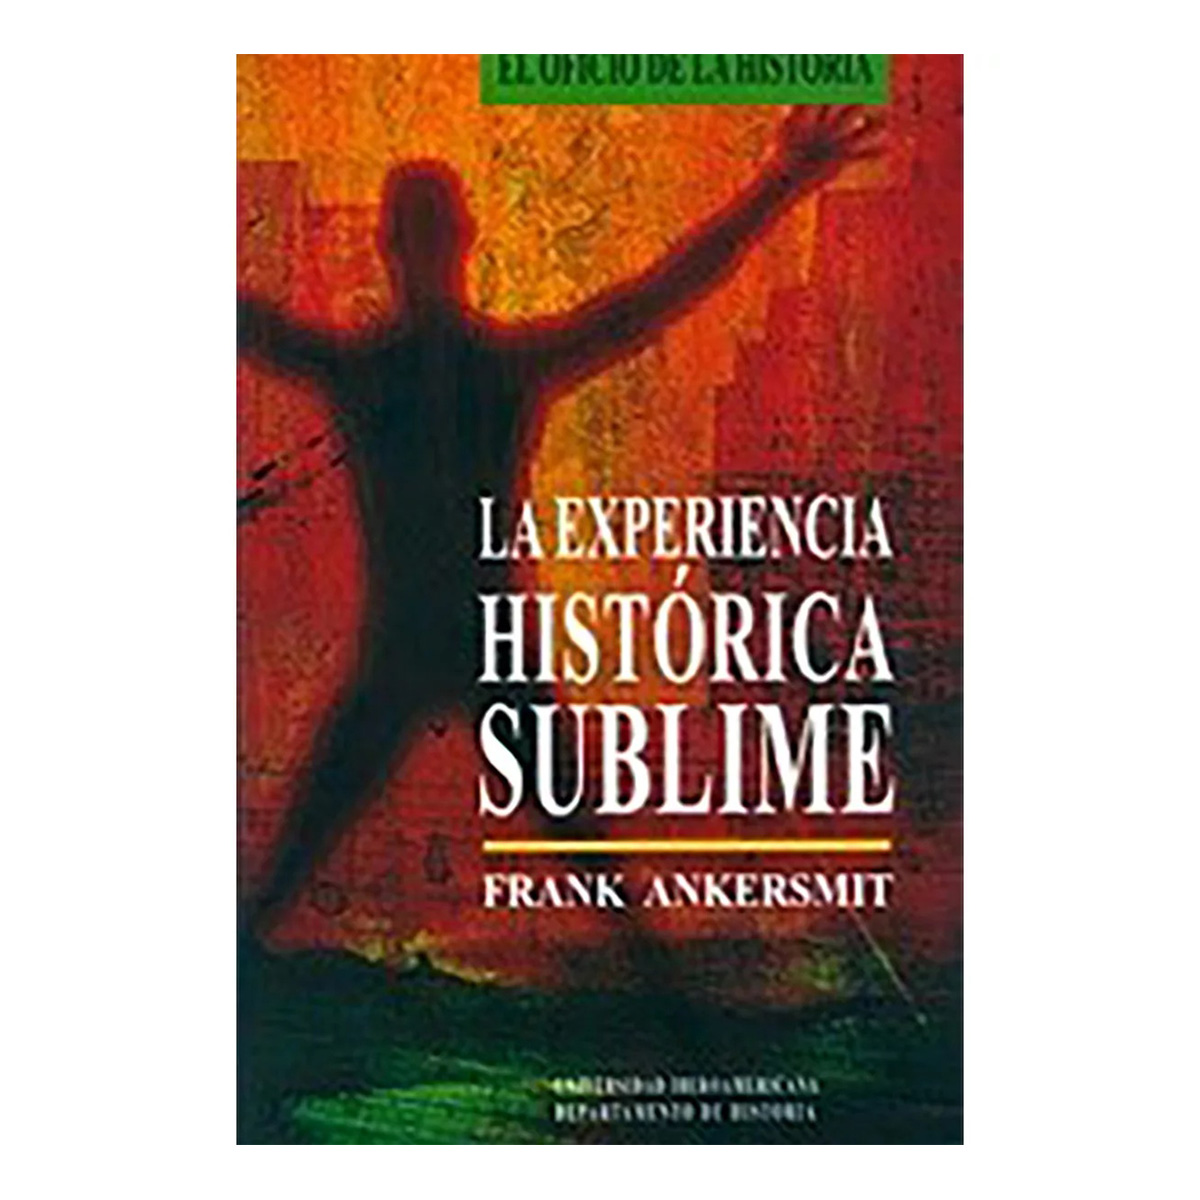 EL OFICIO DE LA HISTORIA
LA EXPERIENCIA
HISTÓRICA
SUBLIME
FRANK ANKERSMIT
UNIVERSIDAD IBEROAMERICANA
DEPARTAMENTO DE HISTORIA